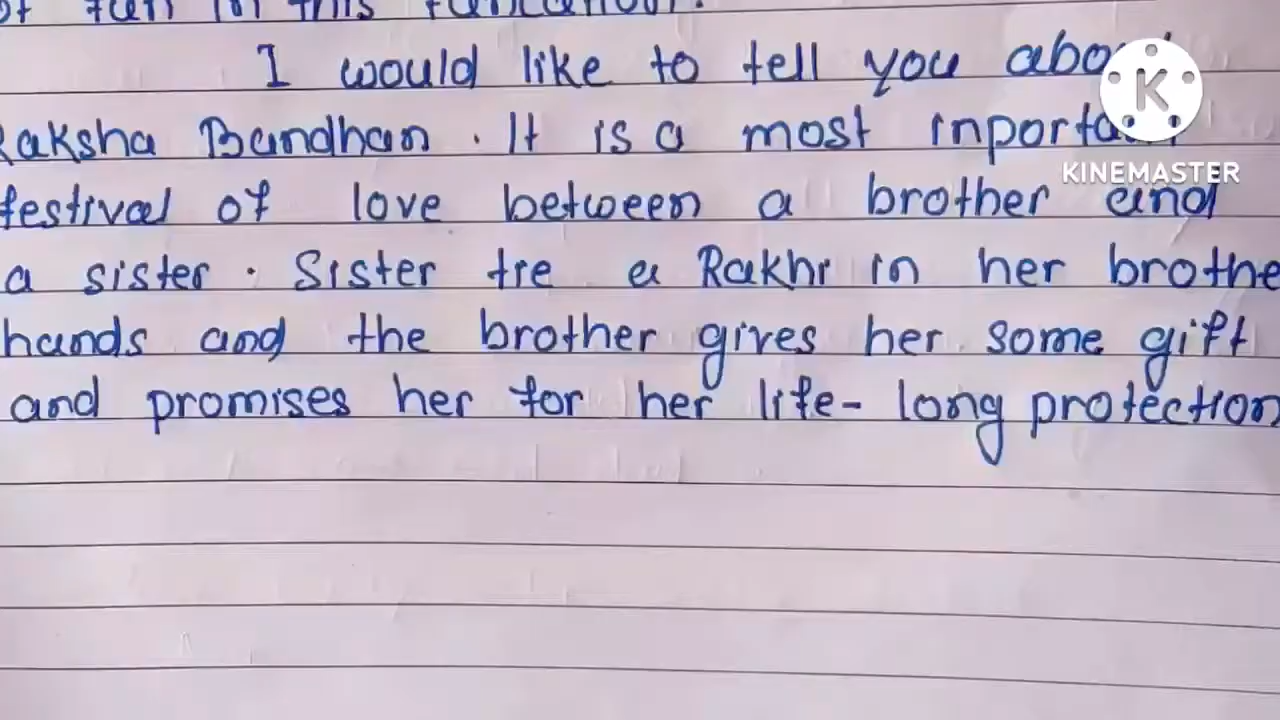 I would like to tell you
Raksha Bandhan. It is a most
festival of love between a brother and
a sister. Sister tie a Rakhi in her brothe
hands and the brother gives her some gift
and promises her for her life-long protection
K
KINEMASTER